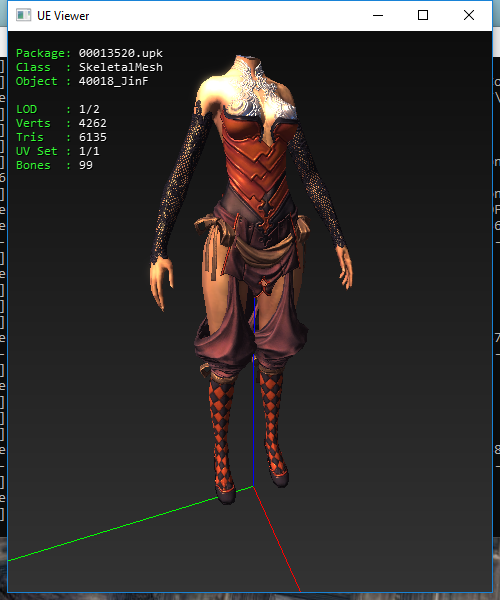 UE Viewer
Package: 00013520.upk
Class : SkeletalMesh
Object : 40018_JinF
LOD : 1/2
Verts : 4262
Tris : 6135
UV Set : 1/1
Bones : 99